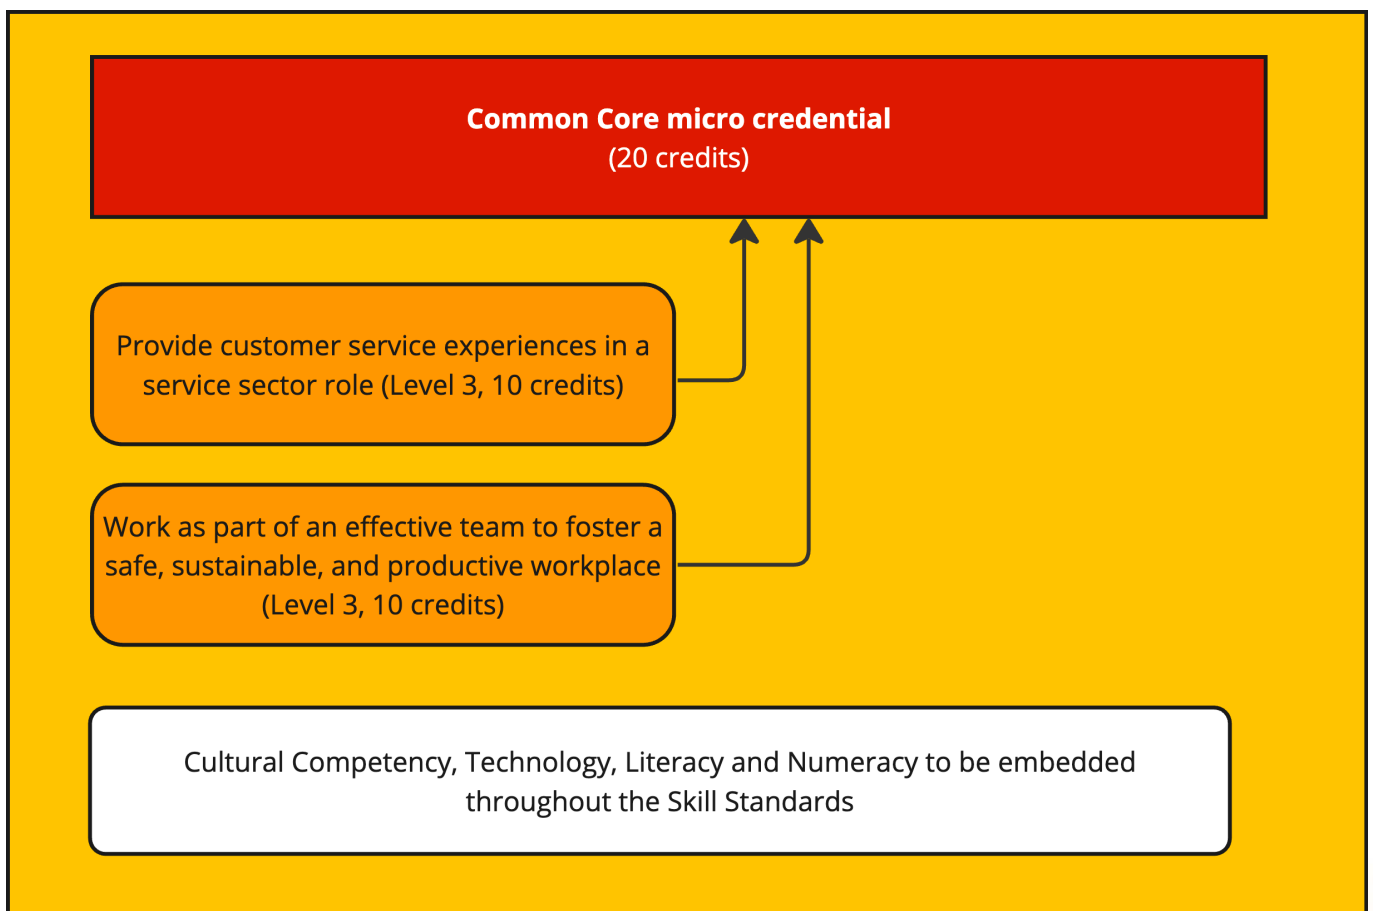 Common Core micro credential
(20 credits)
Provide customer service experiences in a
service sector role (Level 3, 10 credits)
Work as part of an effective team to foster a
safe, sustainable, and productive workplace
(Level 3, 10 credits)
Cultural Competency, Technology, Literacy and Numeracy to be embedded
throughout the Skill Standards